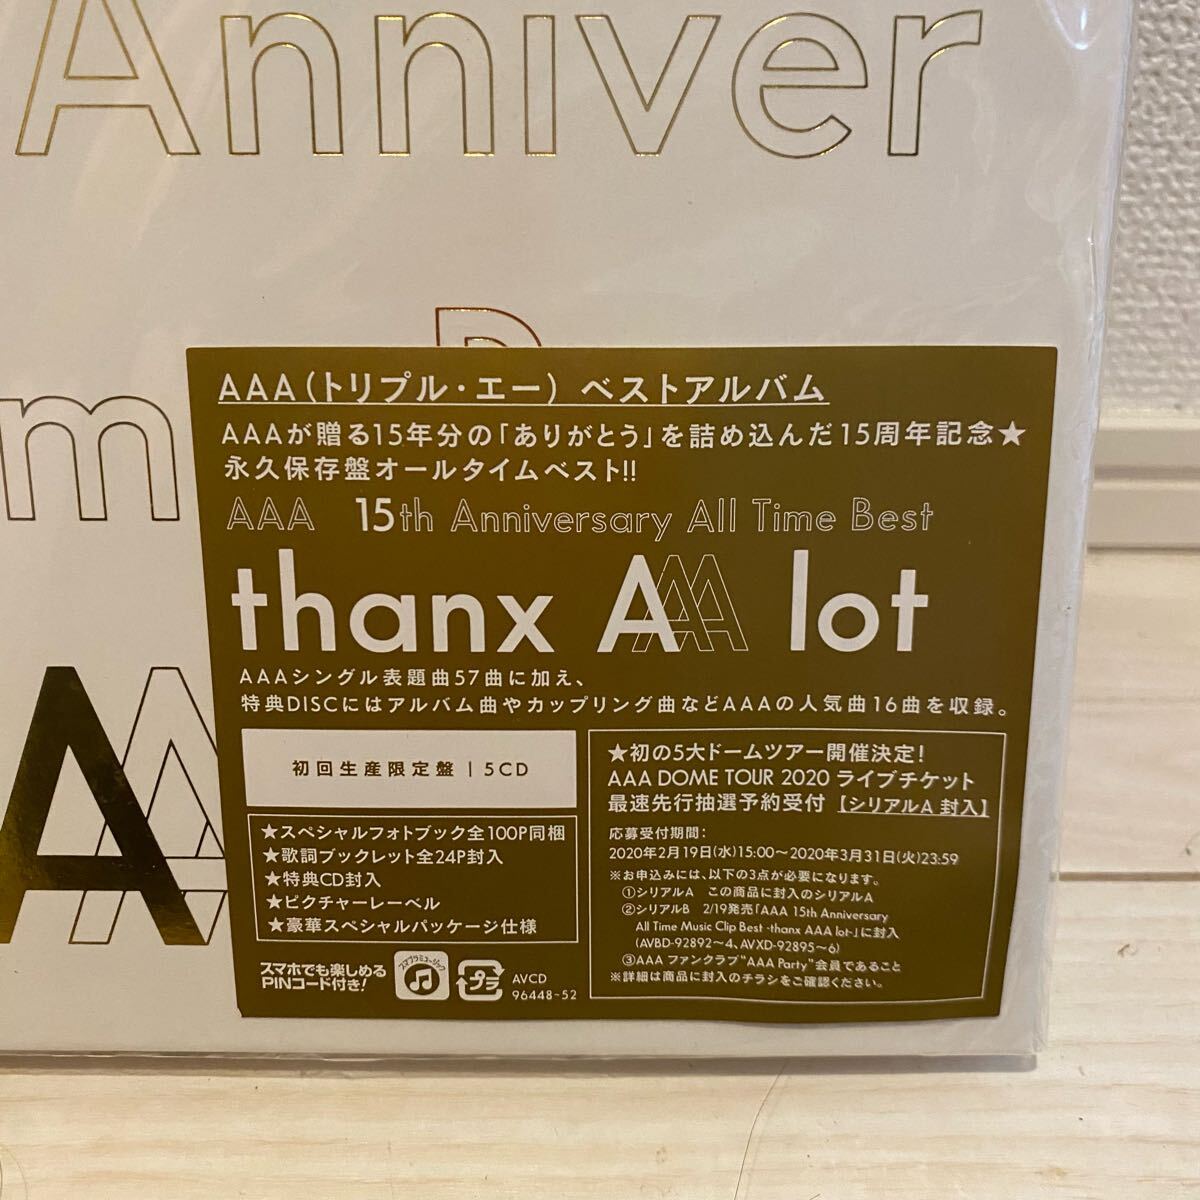 Anniver
m
A AAA
AAA（トリプル・エー） ベストアルバム
AAAが贈る15年分の「ありがとう」を詰め込んだ15周年記念★
永久保存盤オールタイムベスト!!
AAA 15th Anniversary All Time Best
thanx AAA lot
AAAシングル表題曲57曲に加え、
特典DISCにはアルバム曲やカップリング曲などAAAの人気曲16曲を収録。
初回生産限定盤 | 5CD
★スペシャルフォトブック全100P同梱
★歌詞ブックレット全24P封入
★特典CD封入
★ピクチャーレーベル
★豪華スペシャルパッケージ仕様
スマホでも楽しめる
PINコード付き!
スマプラミュージック
プラ
AVCD
96448~52
★初の5大ドームツアー開催決定!
AAA DOME TOUR 2020 ライブチケット
最速先行抽選予約受付 【シリアルA 封入】
応募受付期間：
2020年2月19日(水)15:00～2020年3月31日(火)23:59
※お申込みには、以下の3点が必要になります。
①シリアルA この商品に封入のシリアルA
②シリアルB 2/19発売「AAA 15th Anniversary
All Time Music Clip Best -thanx AAA lot-」に封入
(AVBD-92892~4、AVXD-92895~6)
③AAA ファンクラブ"AAA Party"会員であること
※詳細は商品に封入のチラシをご確認ください。